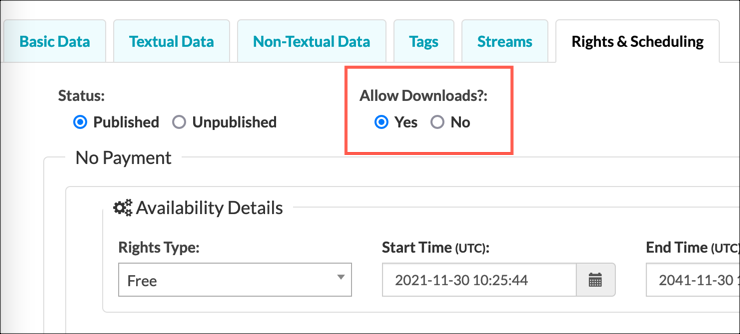 Basic Data Textual Data Non-Textual Data Tags Streams Rights & Scheduling
Status: Allow Downloads?:
Published Unpublished Yes No
No Payment
Availability Details
Rights Type: Start Time (UTC): End Time (UTC)
Free 2021-11-30 10:25:44 2041-11-30